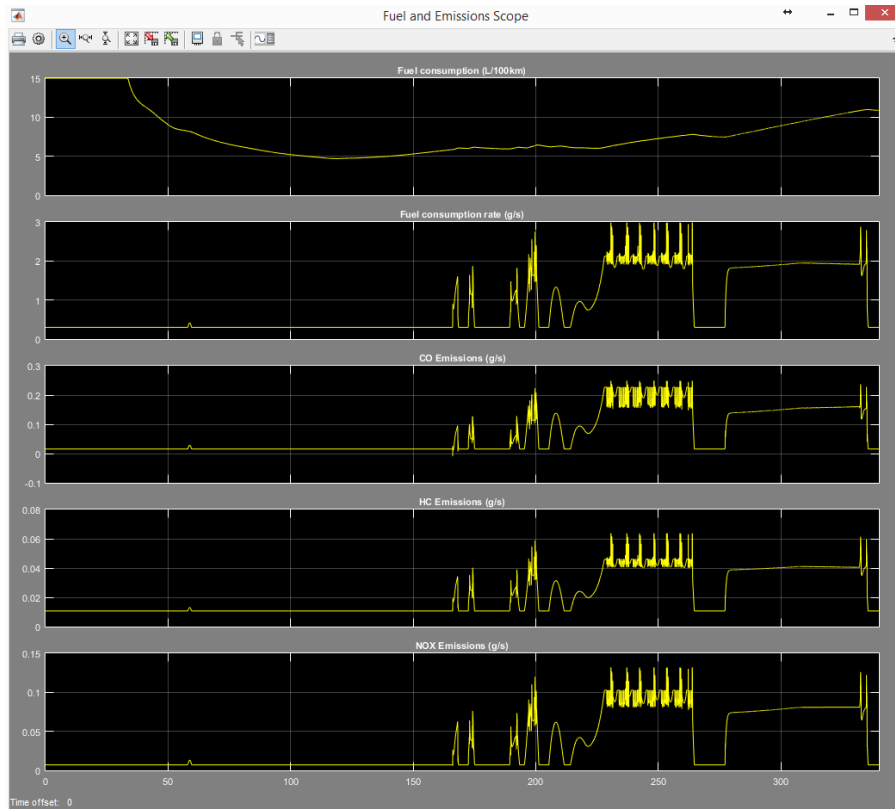 Fuel and Emissions Scope
Fuel consumption (L/100km)
15
10
5
0
Fuel consumption rate (g/s)
3
2
1
0
CO Emissions (g/s)
0.3
0.2
0.1
0
-0.1
HC Emissions (g/s)
0.08
0.06
0.04
0.02
0
NOX Emissions (g/s)
0.15
0.1
0.05
0
0 50 100 150 200 250 300
Time offset: 0